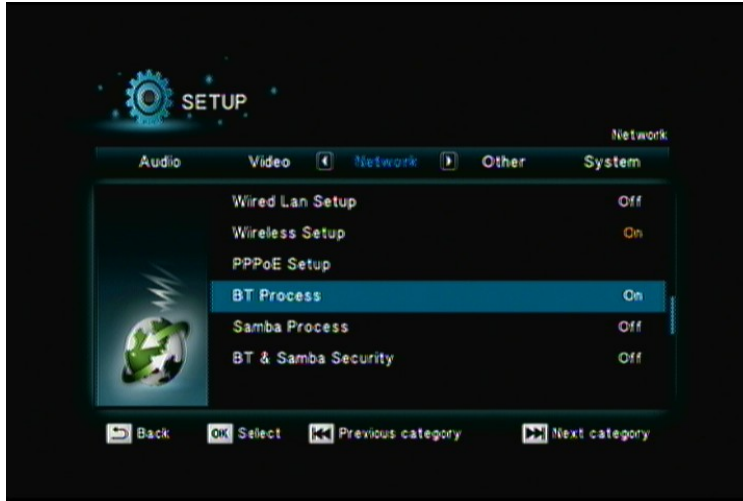 SETUP
Network
Audio Video Network Other System
Wired Lan Setup Off
Wireless Setup On
PPPoE Setup
BT Process On
Samba Process Off
BT & Samba Security Off
Back OK Select Previous category Next category